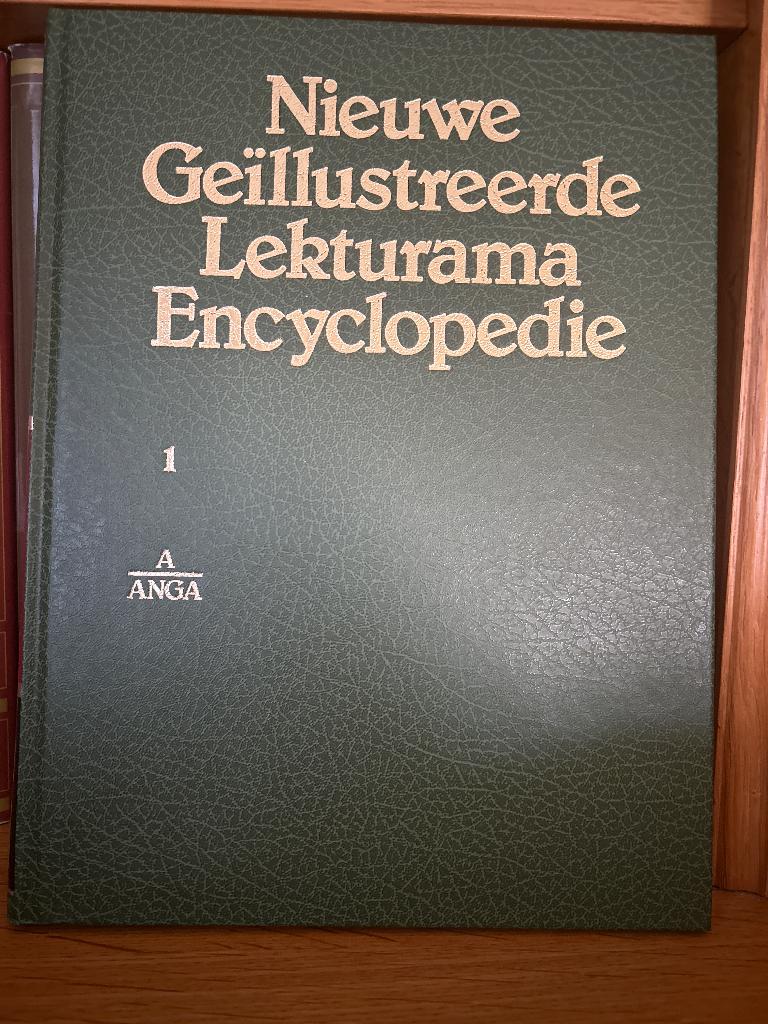 Nieuwe
Geïllustreerde
Lekturama
Encyclopedie
1
A
ANGA